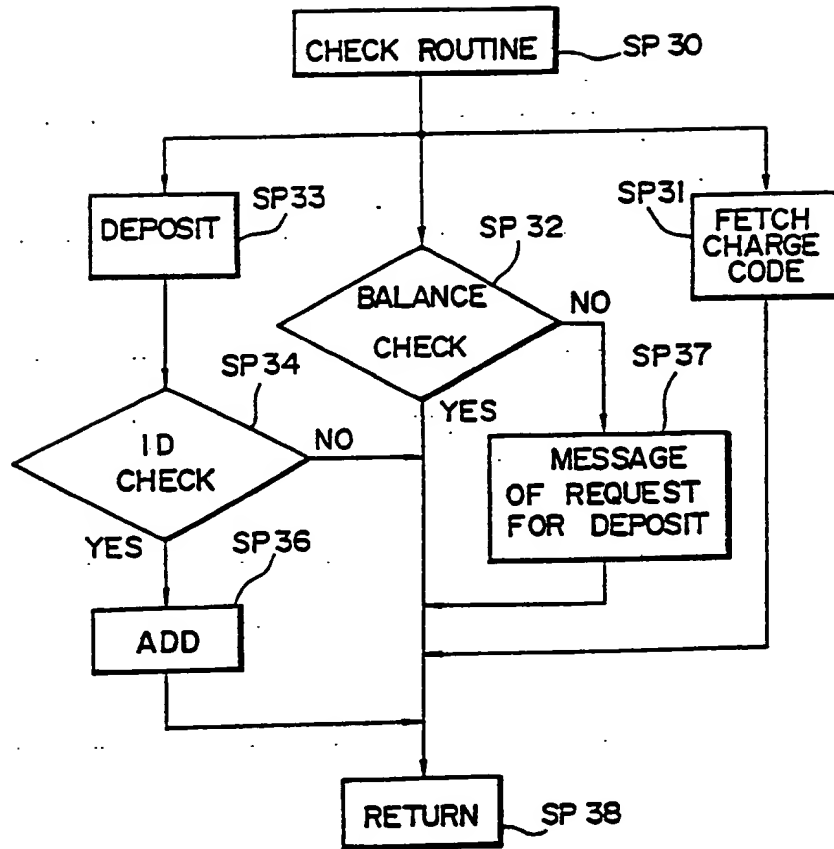 CHECK ROUTINE
SP 30
DEPOSIT
SP33
SP31
FETCH
CHARGE
CODE
SP 32
BALANCE
CHECK
NO
YES
SP34
ID
CHECK
NO
YES
SP37
MESSAGE
OF REQUEST
FOR DEPOSIT
SP36
ADD
RETURN
SP 38